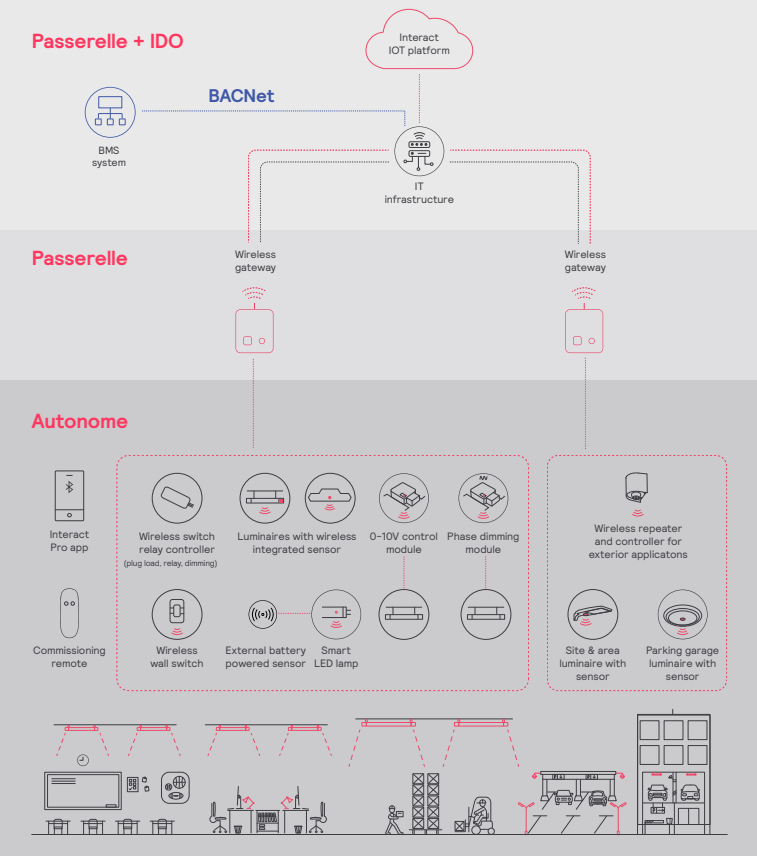 Passerelle + IDO
Interact
IOT platform
BACNet
BMS
system
IT
infrastructure
Passerelle
Wireless
gateway
Wireless
gateway
Autonome
Interact
Pro app
Wireless switch
relay controller
(plug load, relay, dimming)
Luminaires with wireless
integrated sensor
0-10V control
module
Phase dimming
module
Wireless repeater
and controller for
exterior applicatons
Commissioning
remote
Wireless
wall switch
External battery
powered sensor
Smart
LED lamp
Site & area
luminaire with
sensor
Parking garage
luminaire with
sensor